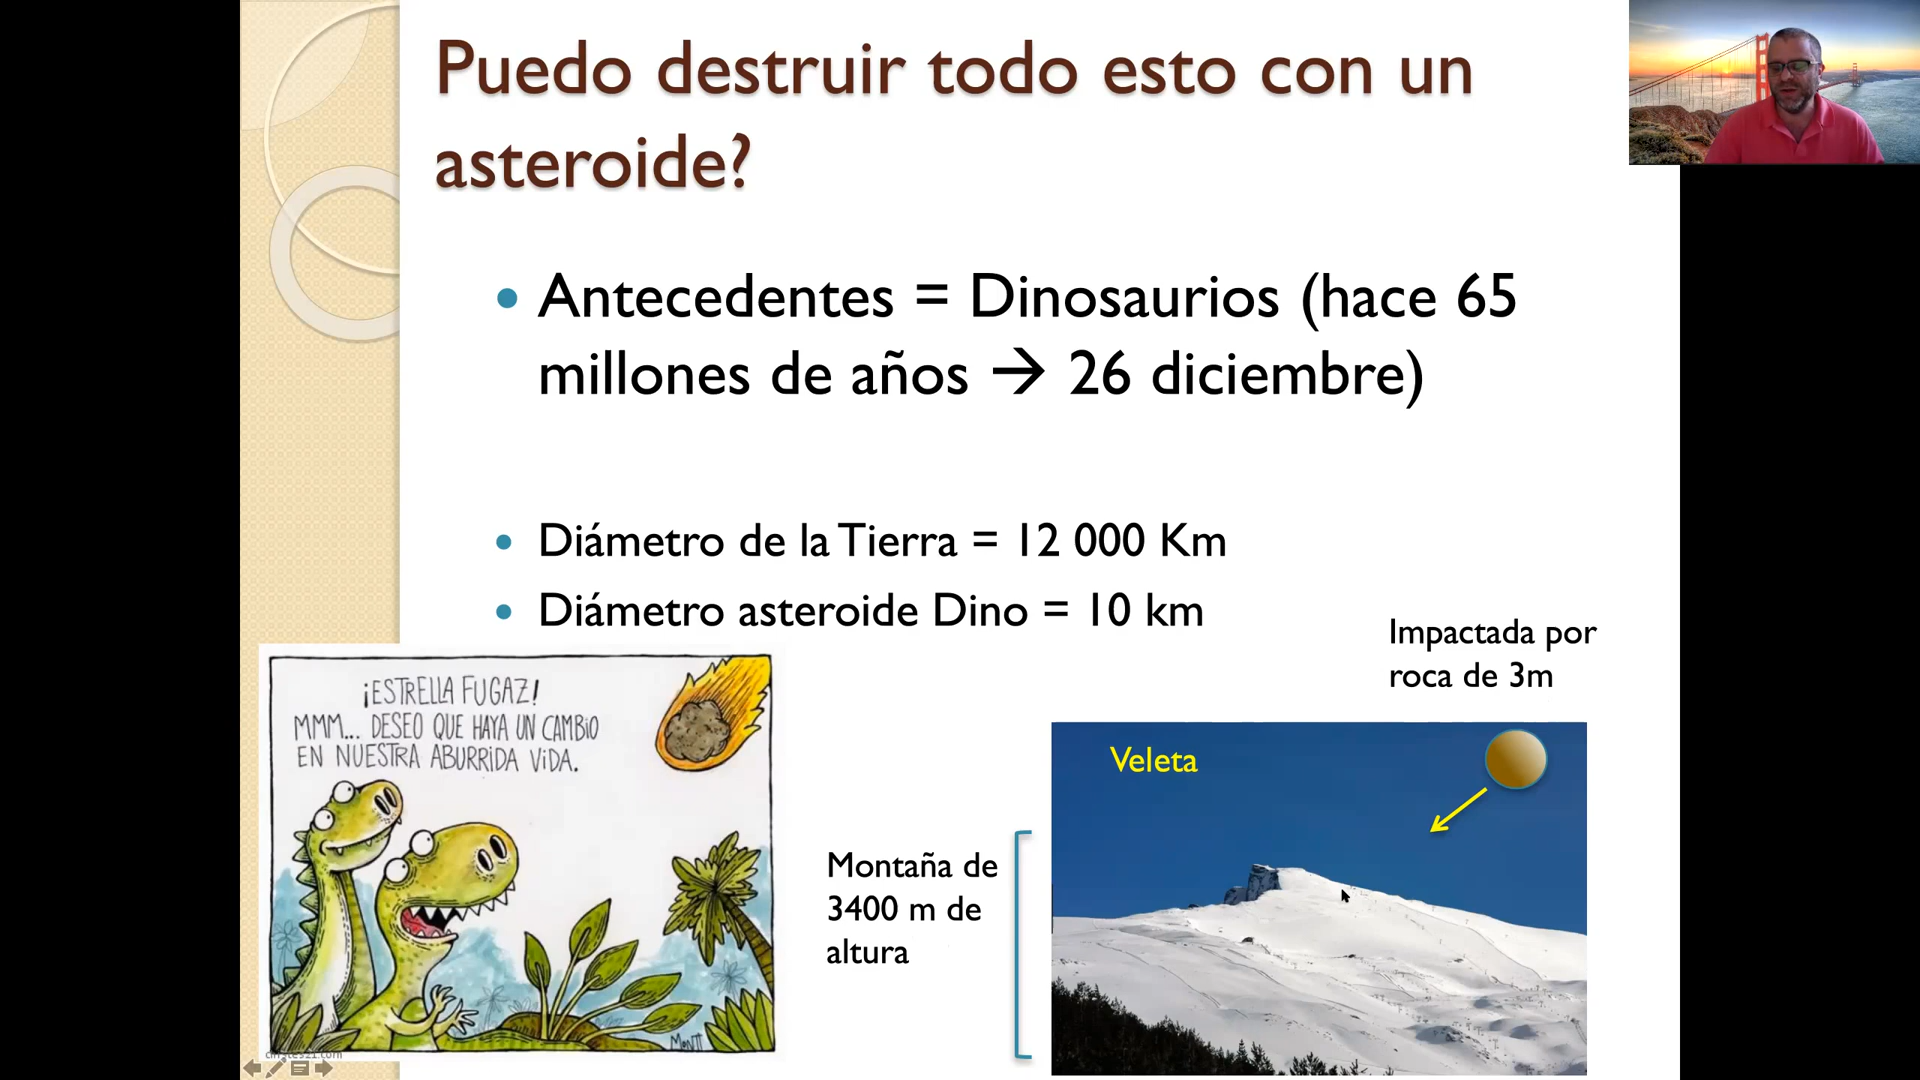 Puedo destruir todo esto con un
asteroide?
• Antecedentes = Dinosaurios (hace 65
millones de años → 26 diciembre)
• Diámetro de la Tierra = 12 000 Km
• Diámetro asteroide Dino = 10 km
Impactada por
roca de 3m
¡ESTRELLA FUGAZ!
MMM... DESEO QUE HAYA UN CAMBIO
EN NUESTRA ABURRIDA VIDA.
MONTT
Veleta
Montaña de
3400 m de
altura